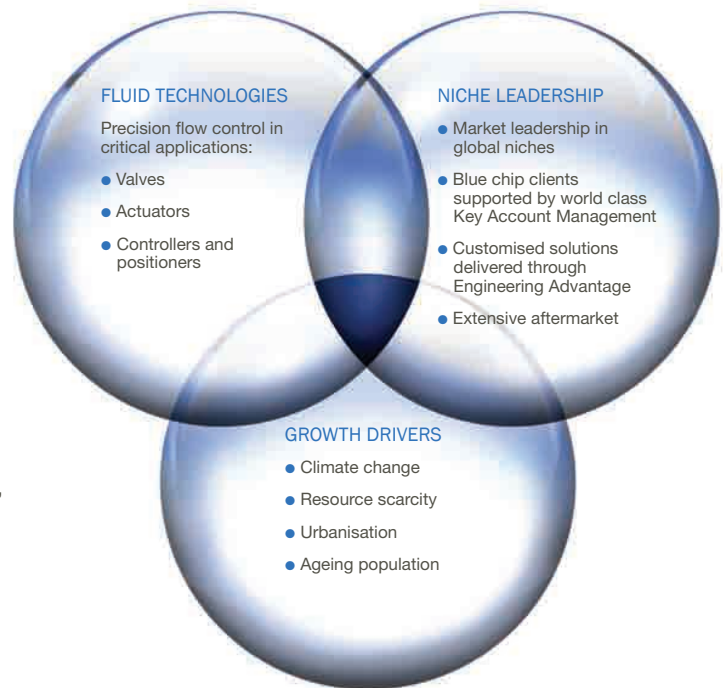 FLUID TECHNOLOGIES
Precision flow control in
critical applications:
● Valves
● Actuators
● Controllers and
positioners
NICHE LEADERSHIP
● Market leadership in
global niches
● Blue chip clients
supported by world class
Key Account Management
● Customised solutions
delivered through
Engineering Advantage
● Extensive aftermarket
GROWTH DRIVERS
● Climate change
● Resource scarcity
● Urbanisation
● Ageing population